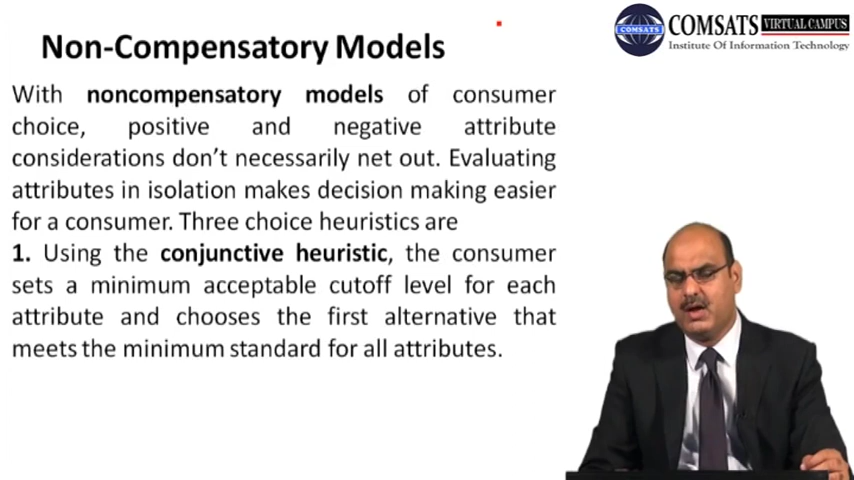 Non-Compensatory Models
With noncompensatory models of consumer
choice, positive and negative attribute
considerations don't necessarily net out. Evaluating
attributes in isolation makes decision making easier
for a consumer. Three choice heuristics are
1. Using the conjunctive heuristic, the consumer
sets a minimum acceptable cutoff level for each
attribute and chooses the first alternative that
meets the minimum standard for all attributes.
COMSATS
COMSATS VIRTUAL CAMPUS
Institute Of Information Technology